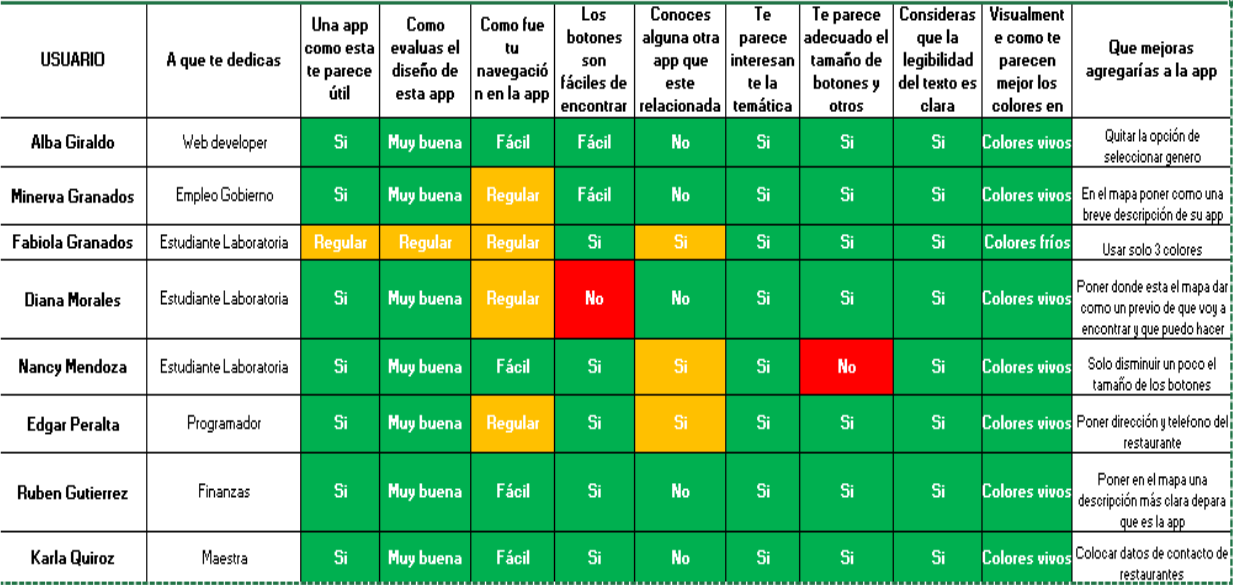 USUARIO
A que te dedicas
Una app
como esta
te parece
útil
Como
evaluas el
diseño de
esta app
Como fue
tu
navegació
n en la app
Los
botones
son
fáciles de
encontrar
Conoces
alguna otra
app que
este
relacionada
Te
parece
interesan
te la
temática
Te parece
adecuado el
tamaño de
botones y
otros
Consideras
que la
legibilidad
del texto es
clara
Visualment
e como te
parecen
mejor los
colores en
Que mejoras
agregarías a la app
Alba Giraldo
Web developer
Si
Muy buena
Fácil
Fácil
No
Si
Si
Si
Colores vivos
Quitar la opción de
seleccionar genero
Minerva Granados
Empleo Gobierno
Si
Muy buena
Regular
Fácil
No
Si
Si
Si
Colores vivos
En el mapa poner como una
breve descripción de su app
Fabiola Granados
Estudiante Laboratoria
Regular
Regular
Regular
Si
Si
Si
Si
Si
Colores fríos
Usar solo 3 colores
Diana Morales
Estudiante Laboratoria
Si
Muy buena
Regular
No
No
Si
Si
Si
Colores vivos
Poner donde esta el mapa dar
como un previo de que voy a
encontrar y que puedo hacer
Nancy Mendoza
Estudiante Laboratoria
Si
Muy buena
Fácil
Si
Si
Si
No
Si
Colores vivos
Solo disminuir un poco el
tamaño de los botones
Edgar Peralta
Programador
Si
Muy buena
Regular
Si
Si
Si
Si
Si
Colores vivos
Poner dirección y telefono del
restaurante
Ruben Gutierrez
Finanzas
Si
Muy buena
Fácil
Si
No
Si
Si
Si
Colores vivos
Poner en el mapa una
descripción más clara depara
que es la app
Karla Quiroz
Maestra
Si
Muy buena
Fácil
Si
No
Si
Si
Si
Colores vivos
Colocar datos de contacto de
restaurantes